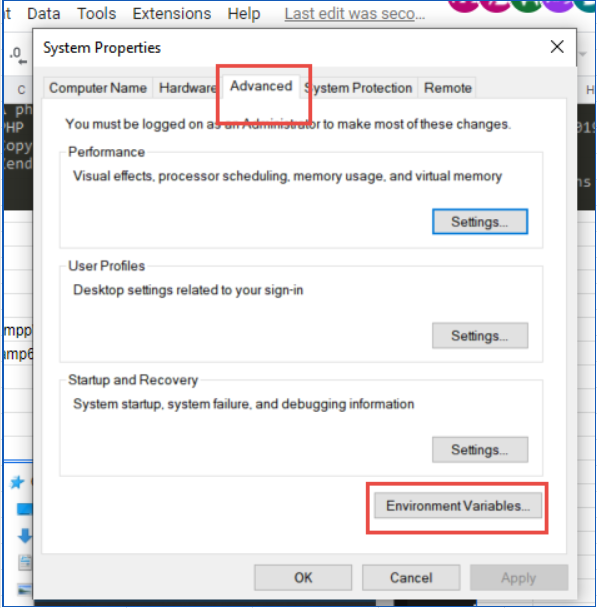 Data Tools Extensions Help Last edit was seco...
.0
System Properties
C
H
Computer Name Hardware Advanced System Protection Remote
You must be logged on as an Administrator to make most of these changes.
Performance
Visual effects, processor scheduling, memory usage, and virtual memory
Settings...
User Profiles
Desktop settings related to your sign-in
Settings...
mpp
amp6
Startup and Recovery
System startup, system failure, and debugging information
Settings...
Environment Variables...
OK Cancel Apply